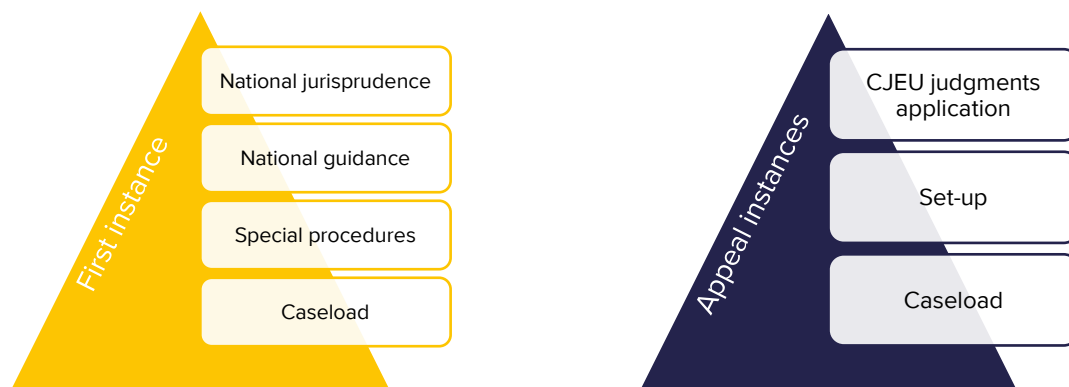 First instance
National jurisprudence
National guidance
Special procedures
Caseload
Appeal instances
CJEU judgments
application
Set-up
Caseload